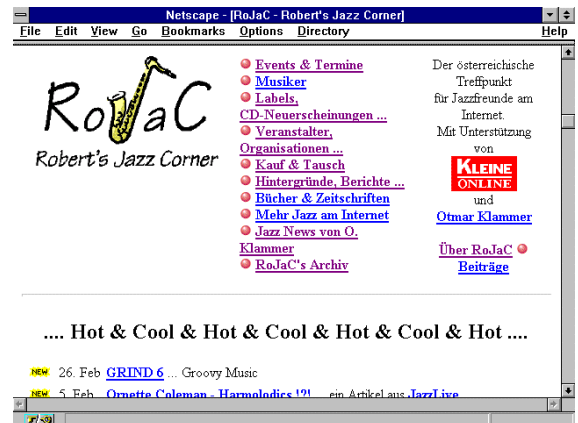 Netscape - [RoJaC - Robert's Jazz Corner]
File Edit View Go Bookmarks Options Directory Help
RoJaC
Robert's Jazz Corner
Events & Termine
Musiker
Labels,
CD-Neuerscheinungen ...
Veranstalter,
Organisationen ...
Kauf & Tausch
Hintergründe, Berichte ...
Bücher & Zeitschriften
Mehr Jazz am Internet
Jazz News von O.
Klammer
RoJaC's Archiv
Der österreichische
Treffpunkt
für Jazzfreunde am
Internet.
Mit Unterstützung
von
KLEINE
ONLINE
und
Otmar Klammer
Über RoJaC
Beiträge
.... Hot & Cool & Hot & Cool & Hot & Cool & Hot ....
NEW 26. Feb GRIND 6 ... Groovy Music
NEW 5. Feb Ornette Coleman - Harmolodics !?! ... ein Artikel aus JazzLive